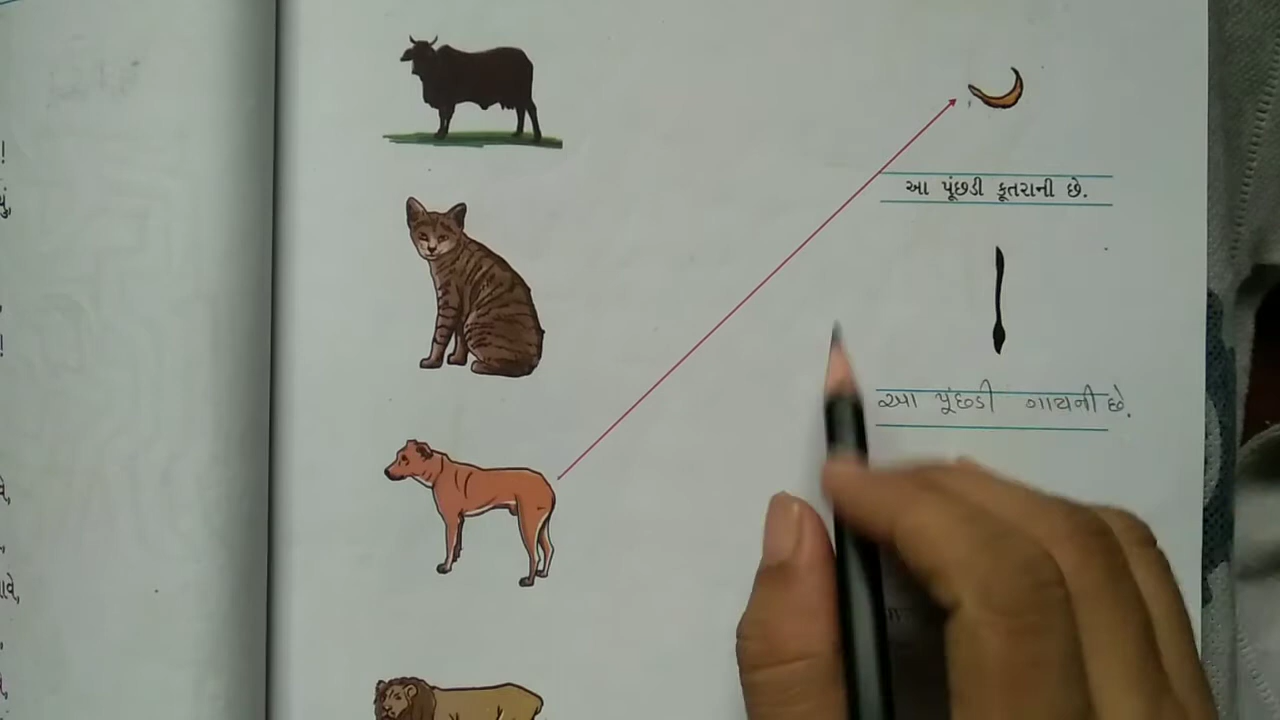 !
આ પૂંછડી કૂતરાની છે.
આ પૂંછડી ગાયની છે.
!